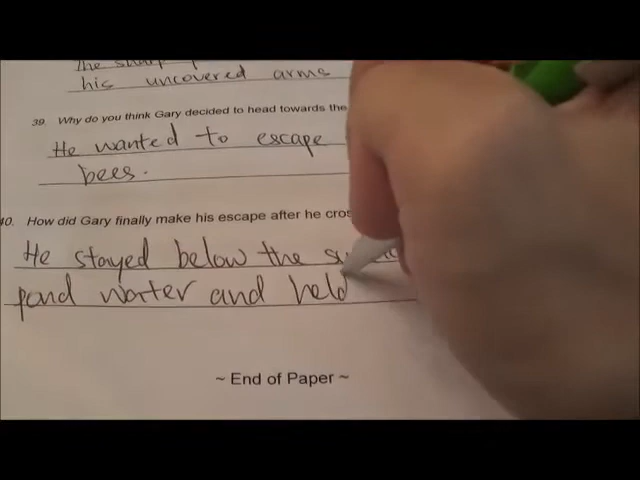 the sharp
his uncovered arms
39. Why do you think Gary decided to head towards the
He wanted to escape
bees.
40. How did Gary finally make his escape after he cros
He stayed below the
pond water and held
~ End of Paper ~